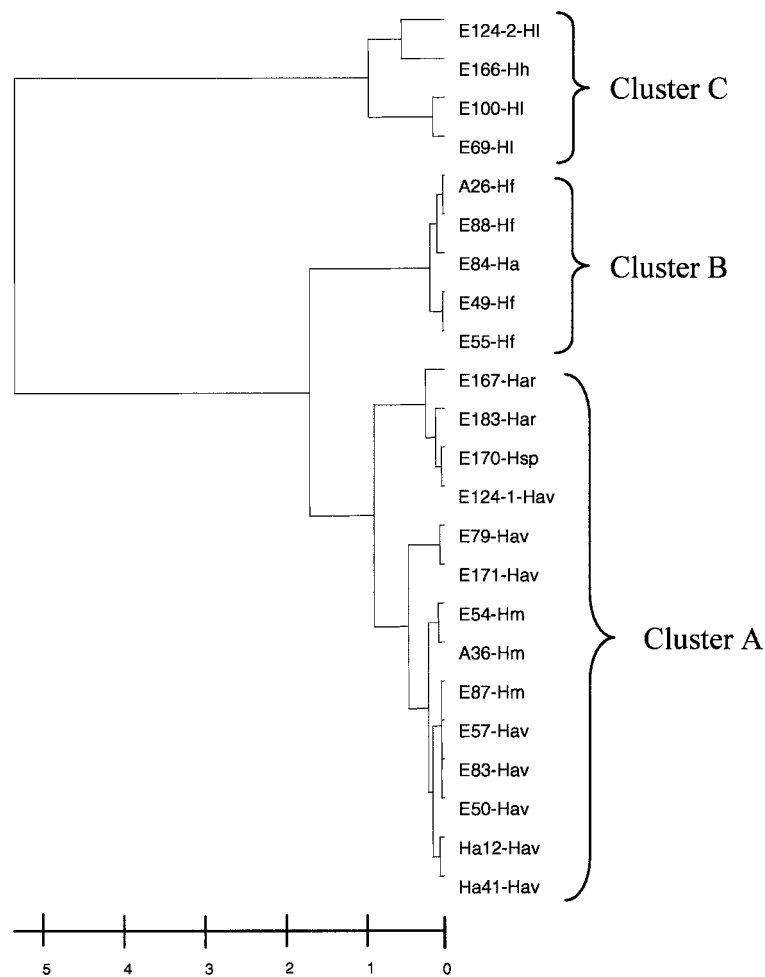 E124-2-Hl
E166-Hh
E100-Hl
E69-Hl
Cluster C
A26-Hf
E88-Hf
E84-Ha
E49-Hf
E55-Hf
Cluster B
E167-Har
E183-Har
E170-Hsp
E124-1-Hav
E79-Hav
E171-Hav
E54-Hm
A36-Hm
E87-Hm
E57-Hav
E83-Hav
E50-Hav
Ha12-Hav
Ha41-Hav
Cluster A
5 4 3 2 1 0